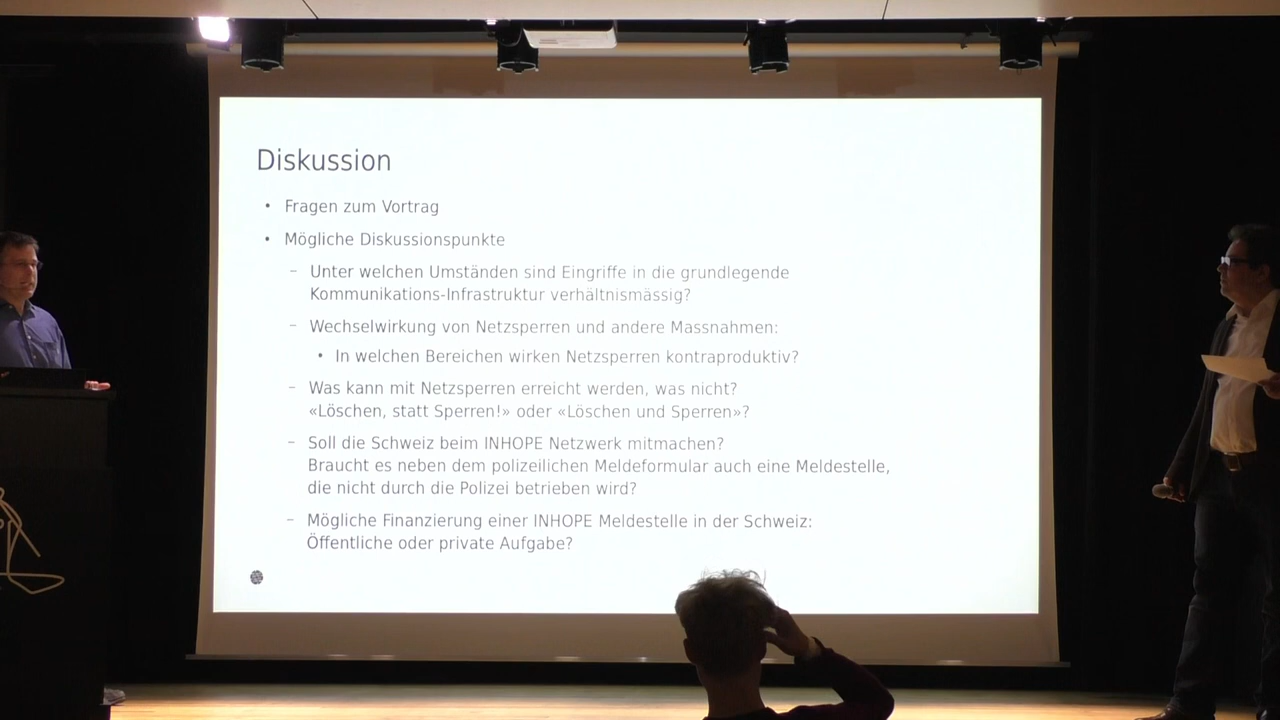 Diskussion
• Fragen zum Vortrag
• Mögliche Diskussionspunkte
– Unter welchen Umständen sind Eingriffe in die grundlegende
Kommunikations-Infrastruktur verhältnismässig?
– Wechselwirkung von Netzsperren und andere Massnahmen:
• In welchen Bereichen wirken Netzsperren kontraproduktiv?
– Was kann mit Netzsperren erreicht werden, was nicht?
«Löschen, statt Sperren!» oder «Löschen und Sperren»?
– Soll die Schweiz beim INHOPE Netzwerk mitmachen?
Braucht es neben dem polizeilichen Meldeformular auch eine Meldestelle,
die nicht durch die Polizei betrieben wird?
– Mögliche Finanzierung einer INHOPE Meldestelle in der Schweiz:
Öffentliche oder private Aufgabe?